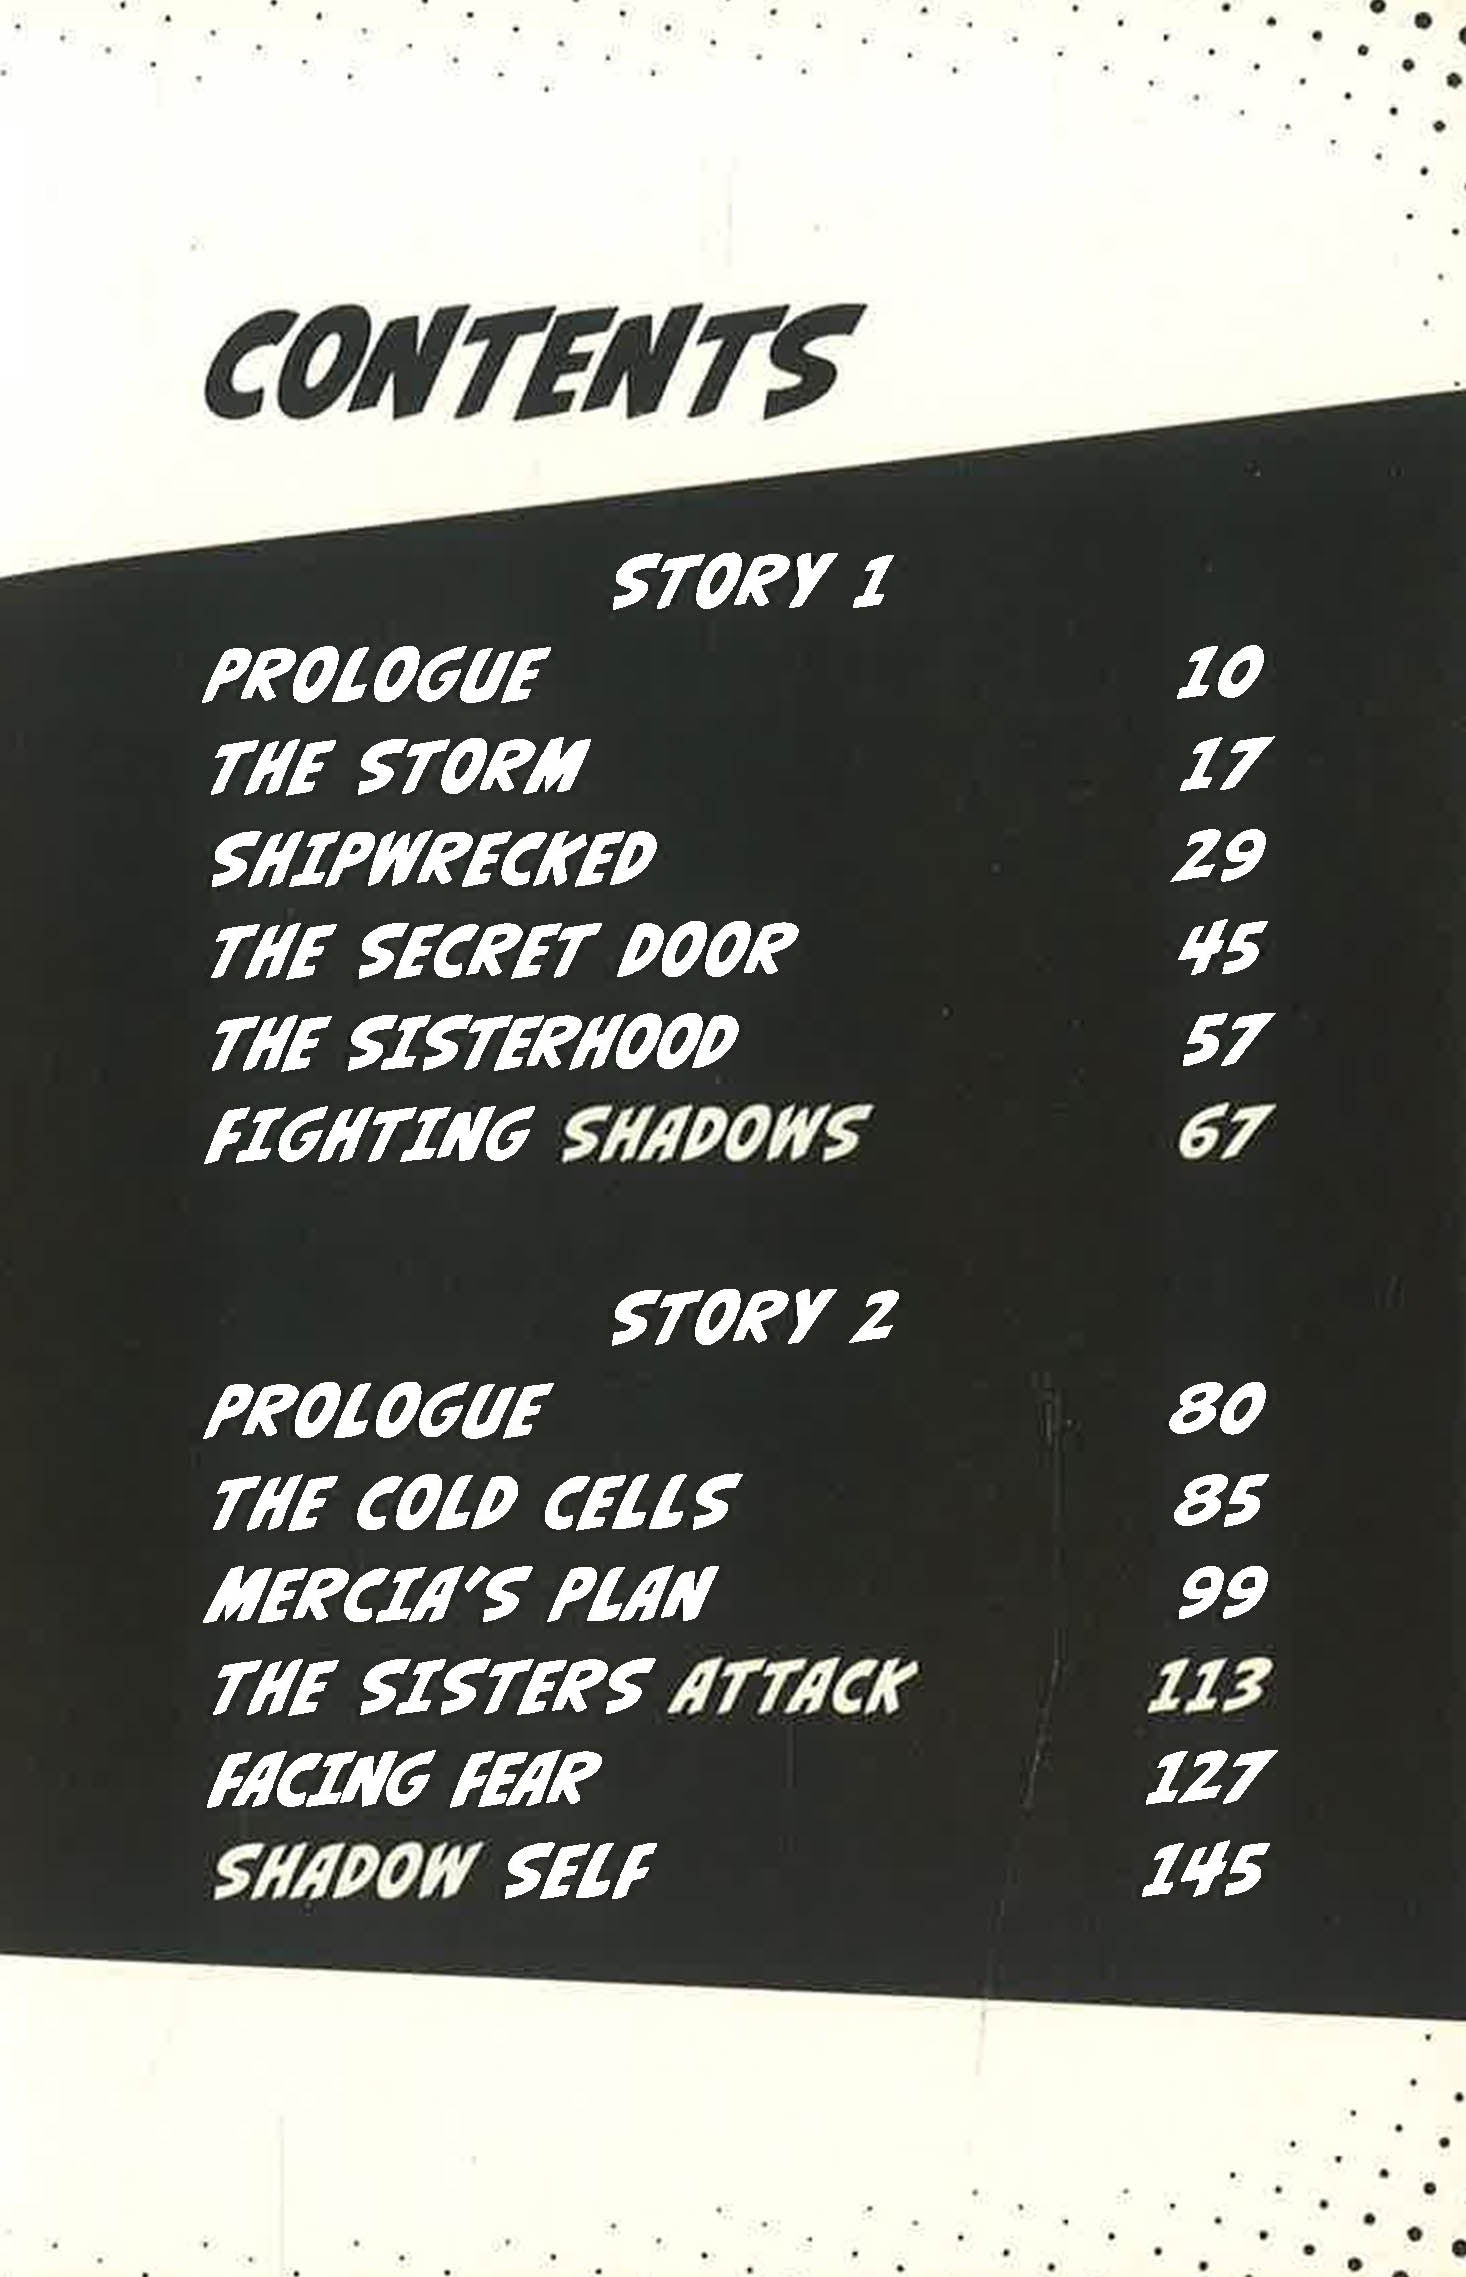 CONTENTS
STORY 1
PROLOGUE 10
THE STORM 17
SHIPWRECKED 29
THE SECRET DOOR 45
THE SISTERHOOD 57
FIGHTING SHADOWS 67
STORY 2
PROLOGUE 80
THE COLD CELLS 85
MERCIA'S PLAN 99
THE SISTERS ATTACK 113
FACING FEAR 127
SHADOW SELF 145